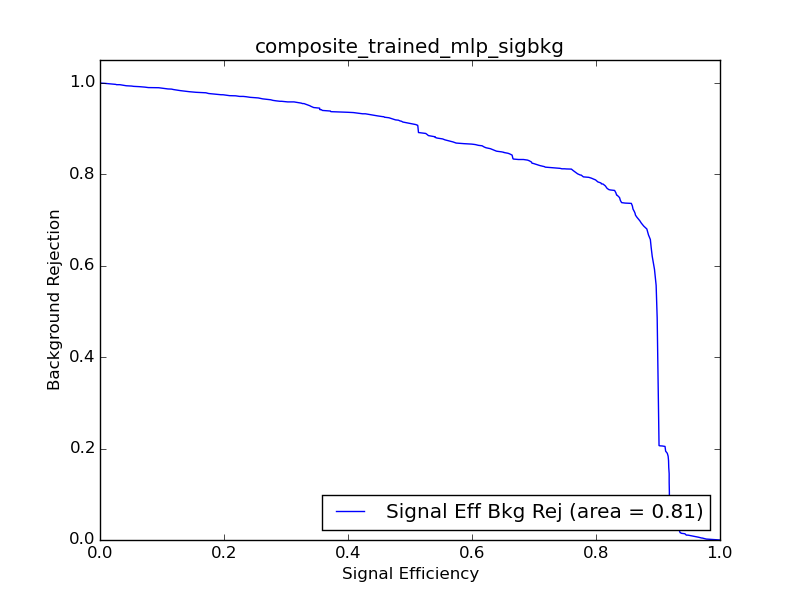 composite_trained_mlp_sigbkg
1.0
0.8
0.6
0.4
0.2
0.0
Background Rejection
Signal Eff Bkg Rej (area = 0.81)
0.0 0.2 0.4 0.6 0.8 1.0
Signal Efficiency